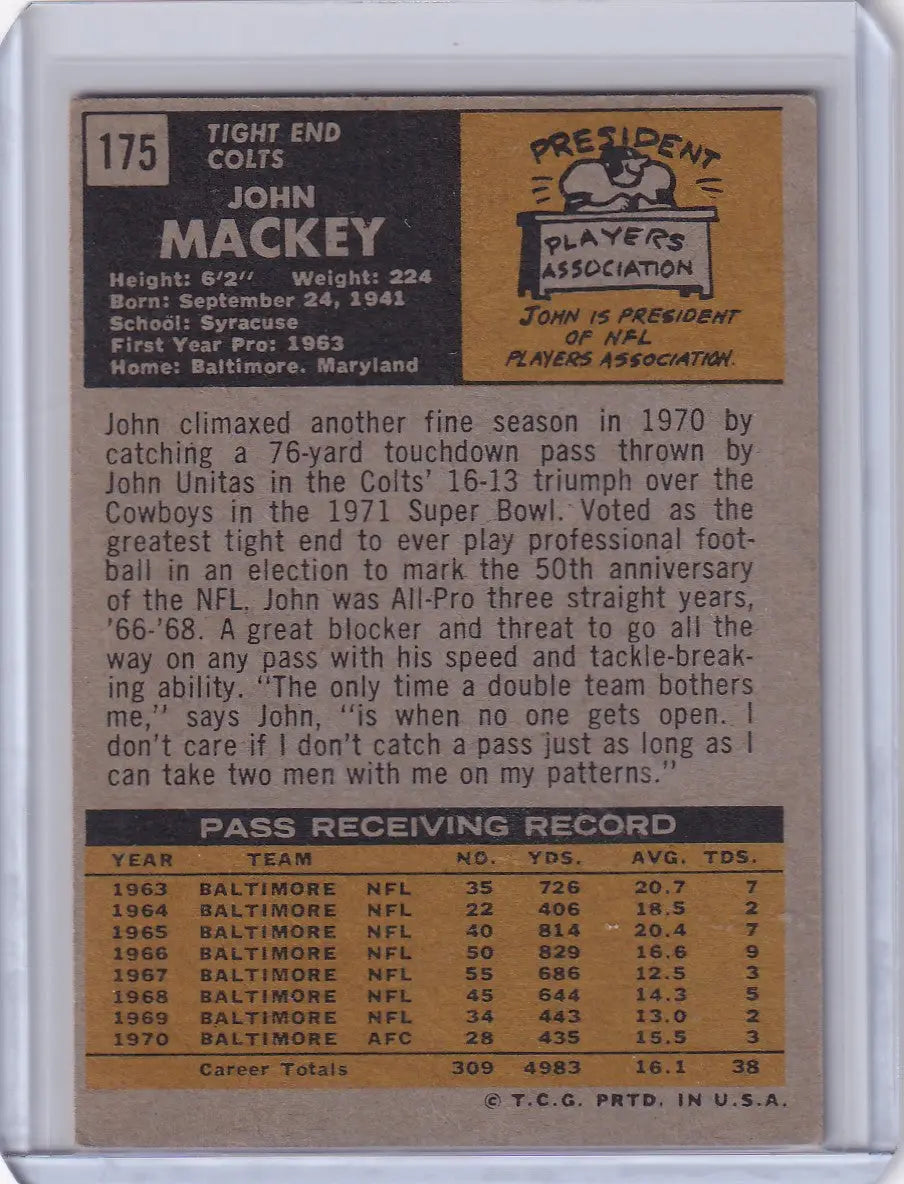 175
TIGHT END
COLTS
JOHN
MACKEY
Height: 6'2" Weight: 224
Born: September 24, 1941
School: Syracuse
First Year Pro: 1963
Home: Baltimore, Maryland
PRESIDENT
PLAYERS
ASSOCIATION
JOHN IS PRESIDENT
OF NFL
PLAYERS ASSOCIATION.
John climaxed another fine season in 1970 by
catching a 76-yard touchdown pass thrown by
John Unitas in the Colts' 16-13 triumph over the
Cowboys in the 1971 Super Bowl. Voted as the
greatest tight end to ever play professional foot-
ball in an election to mark the 50th anniversary
of the NFL. John was All-Pro three straight years,
'66-'68. A great blocker and threat to go all the
way on any pass with his speed and tackle-break-
ing ability. "The only time a double team bothers
me," says John, "is when no one gets open. I
don't care if I don't catch a pass just as long as I
can take two men with me on my patterns."
PASS RECEIVING RECORD
YEAR TEAM NO. YDS. AVG. TDS.
1963 BALTIMORE NFL 35 726 20.7 7
1964 BALTIMORE NFL 22 406 18.5 2
1965 BALTIMORE NFL 40 814 20.4 7
1966 BALTIMORE NFL 50 829 16.6 9
1967 BALTIMORE NFL 55 686 12.5 3
1968 BALTIMORE NFL 45 644 14.3 5
1969 BALTIMORE NFL 34 443 13.0 2
1970 BALTIMORE AFC 28 435 15.5 3
Career Totals 309 4983 16.1 38
© T.C.G. PRTD. IN U.S.A.